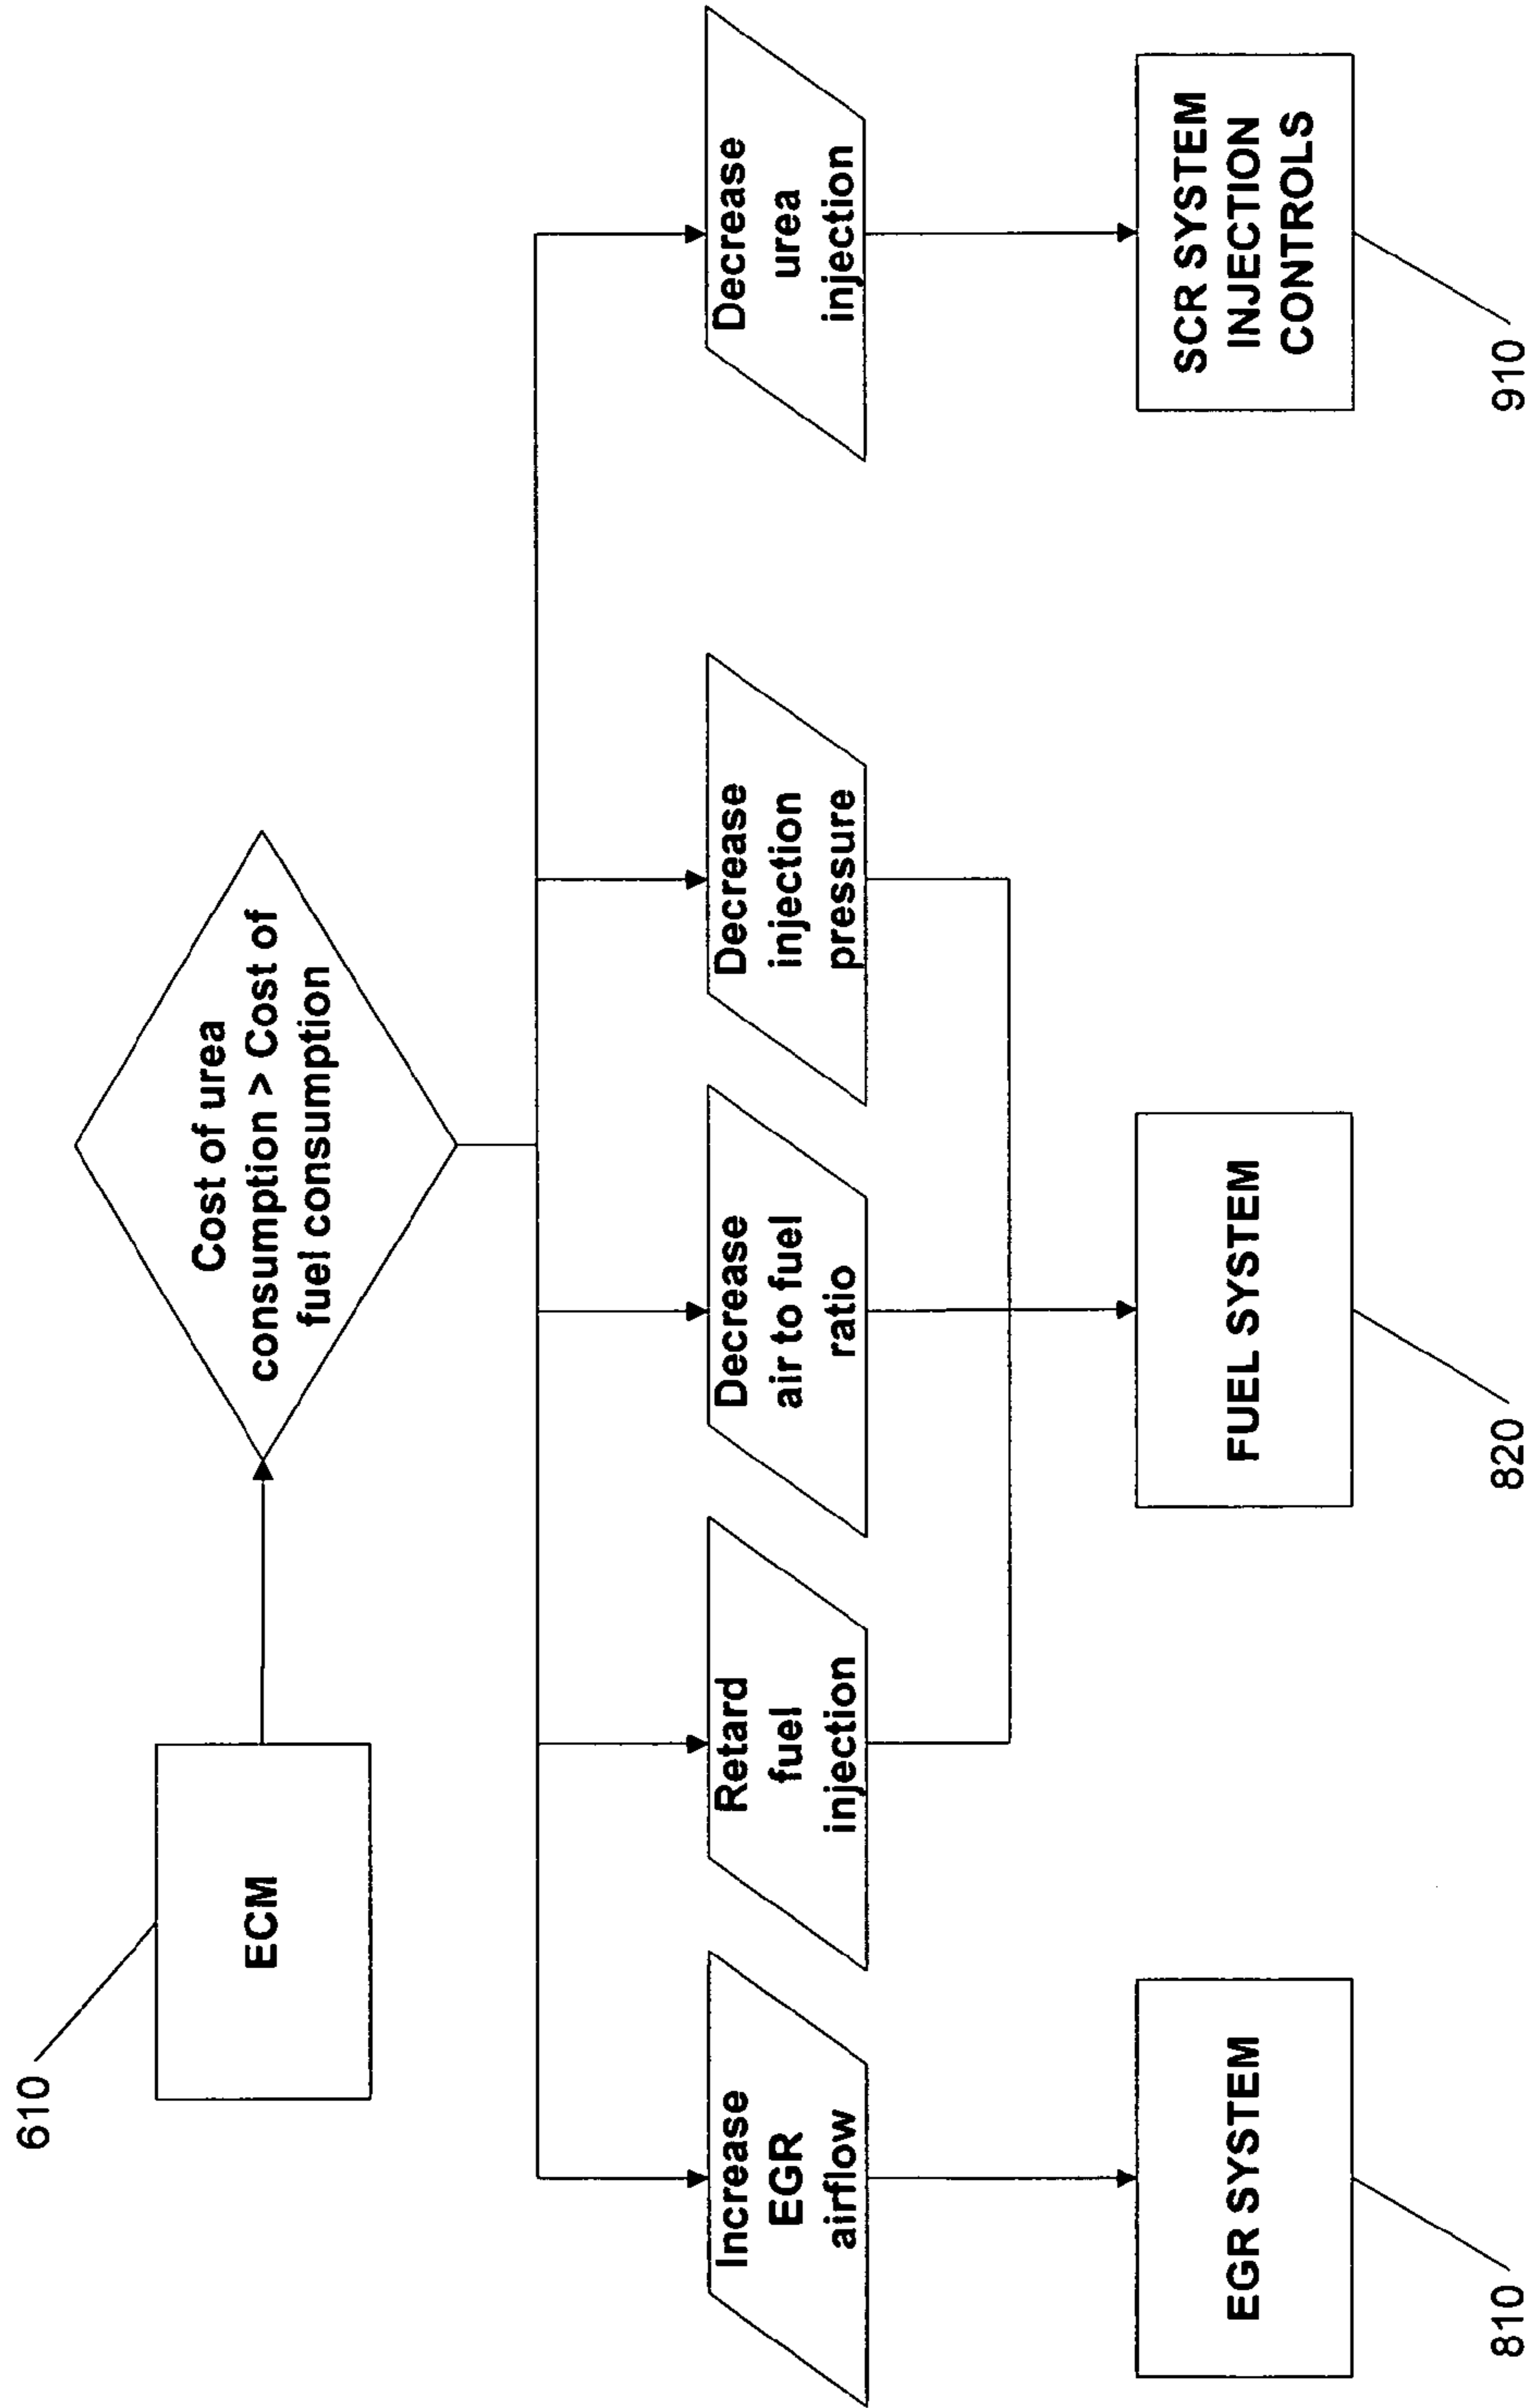 610
ECM
Cost of urea
consumption > Cost of
fuel consumption
Increase
EGR
airflow
Retard
fuel
injection
Decrease
air to fuel
ratio
Decrease
injection
pressure
Decrease
urea
injection
EGR SYSTEM
FUEL SYSTEM
SCR SYSTEM
INJECTION
CONTROLS
810
820
910